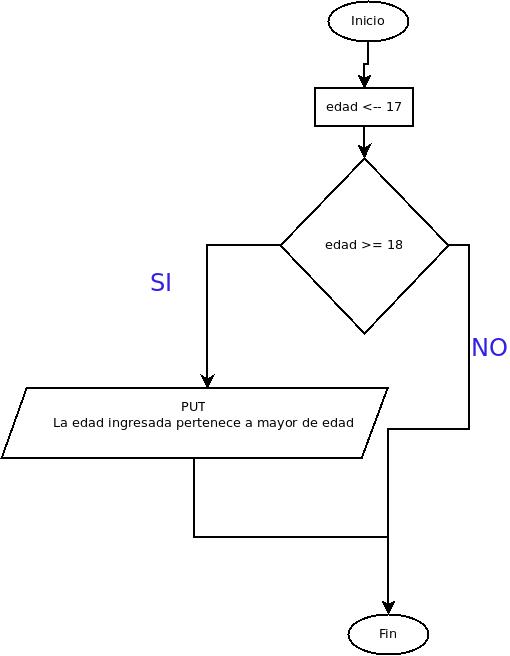 Inicio
edad <-- 17
edad >= 18
SI
NO
PUT
La edad ingresada pertenece a mayor de edad
Fin